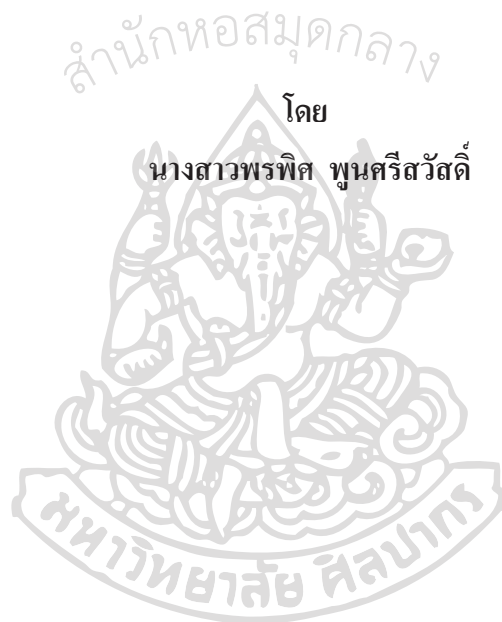 สำนักหอสมุดกลาง
โดย
นางสาวพรพิศ พูนศรีสวัสดิ์
มหาวิทยาลัย ศิลปากร